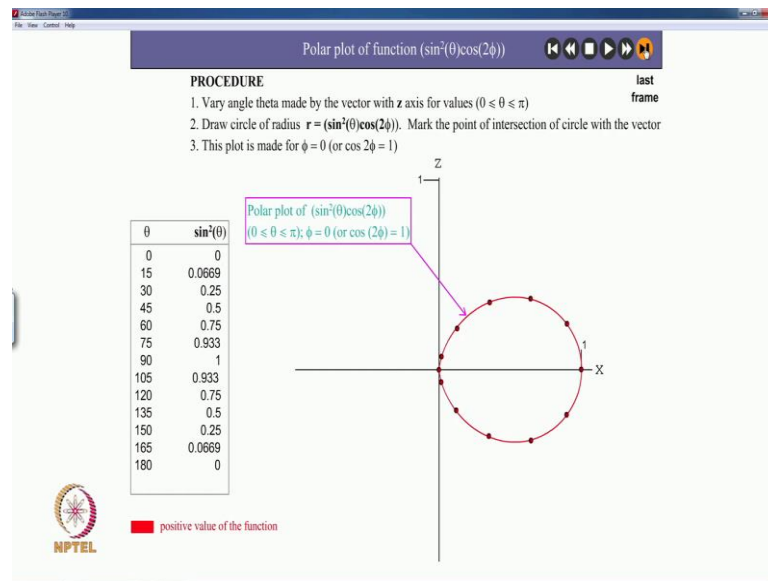 Adobe Flash Player 10
File View Control Help
Polar plot of function (sin²(θ)cos(2ϕ))
PROCEDURE
last
frame
1. Vary angle theta made by the vector with z axis for values (0 ⩽ θ ⩽ π)
2. Draw circle of radius r = (sin²(θ)cos(2ϕ)). Mark the point of intersection of circle with the vector
3. This plot is made for ϕ = 0 (or cos 2ϕ = 1)
Z
1
Polar plot of (sin²(θ)cos(2ϕ))
(0 ⩽ θ ⩽ π); ϕ = 0 (or cos (2ϕ) = 1)
θ sin²(θ)
0 0
15 0.0669
30 0.25
45 0.5
60 0.75
75 0.933
90 1
105 0.933
120 0.75
135 0.5
150 0.25
165 0.0669
180 0
1
X
positive value of the function
NPTEL